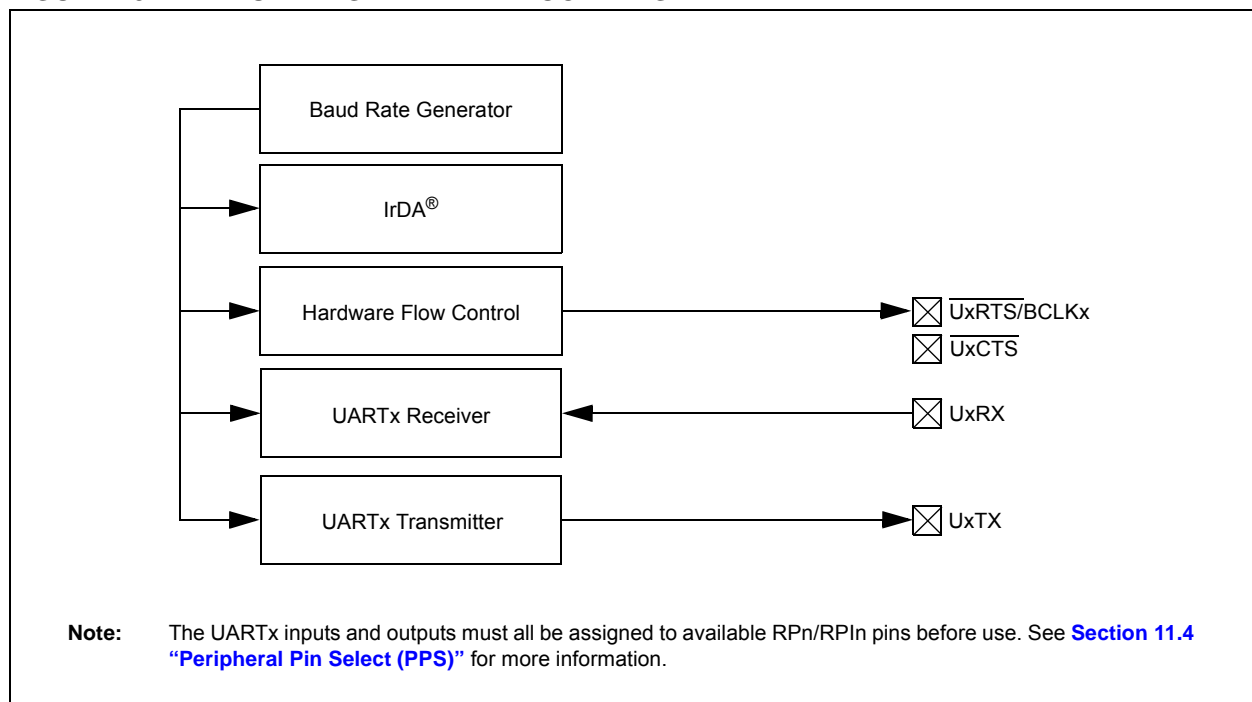 Baud Rate Generator
IrDA®
Hardware Flow Control
UxRTS/BCLKx
UxCTS
UARTx Receiver
UxRX
UARTx Transmitter
UxTX
Note: The UARTx inputs and outputs must all be assigned to available RPn/RPIn pins before use. See Section 11.4
“Peripheral Pin Select (PPS)” for more information.